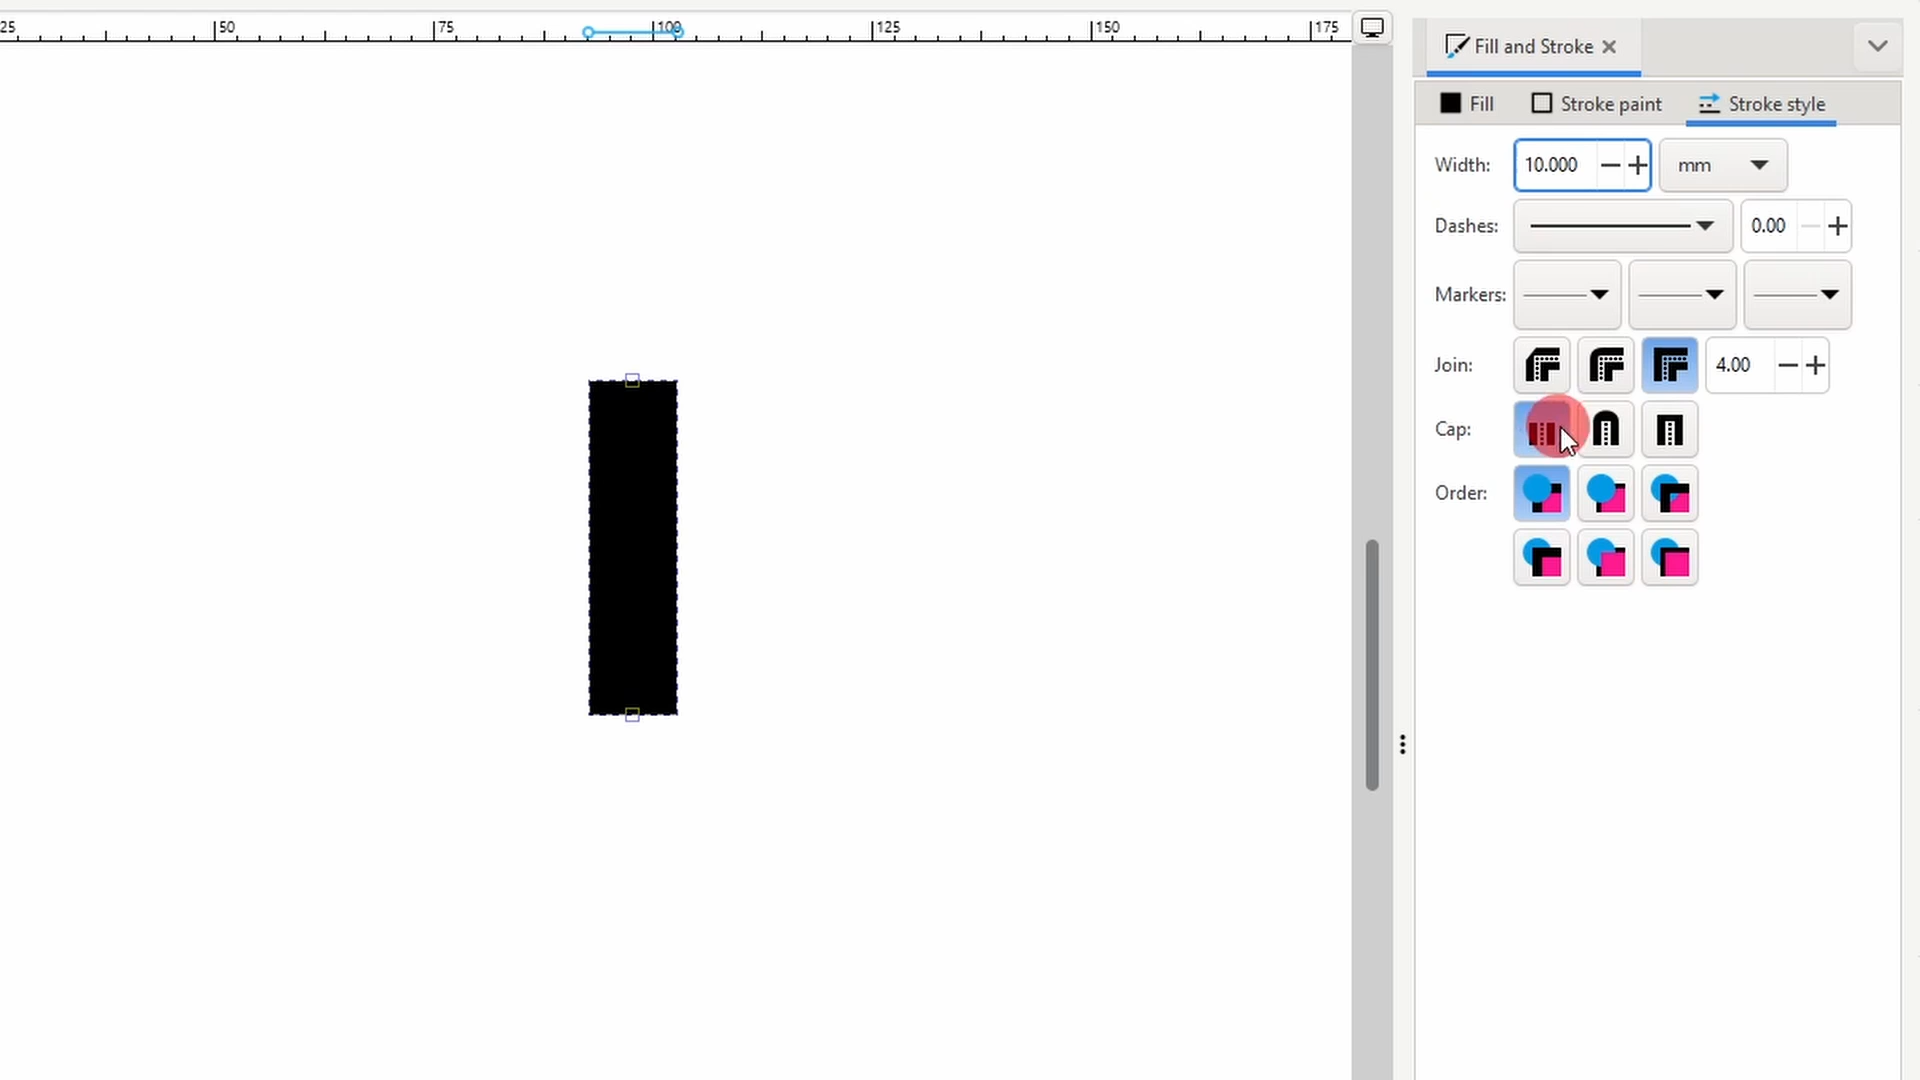 25 50 75 100 125 150 175
Fill and Stroke
Fill Stroke paint Stroke style
Width: 10.000 mm
Dashes: 0.00
Markers:
Join: 4.00
Cap:
Order: